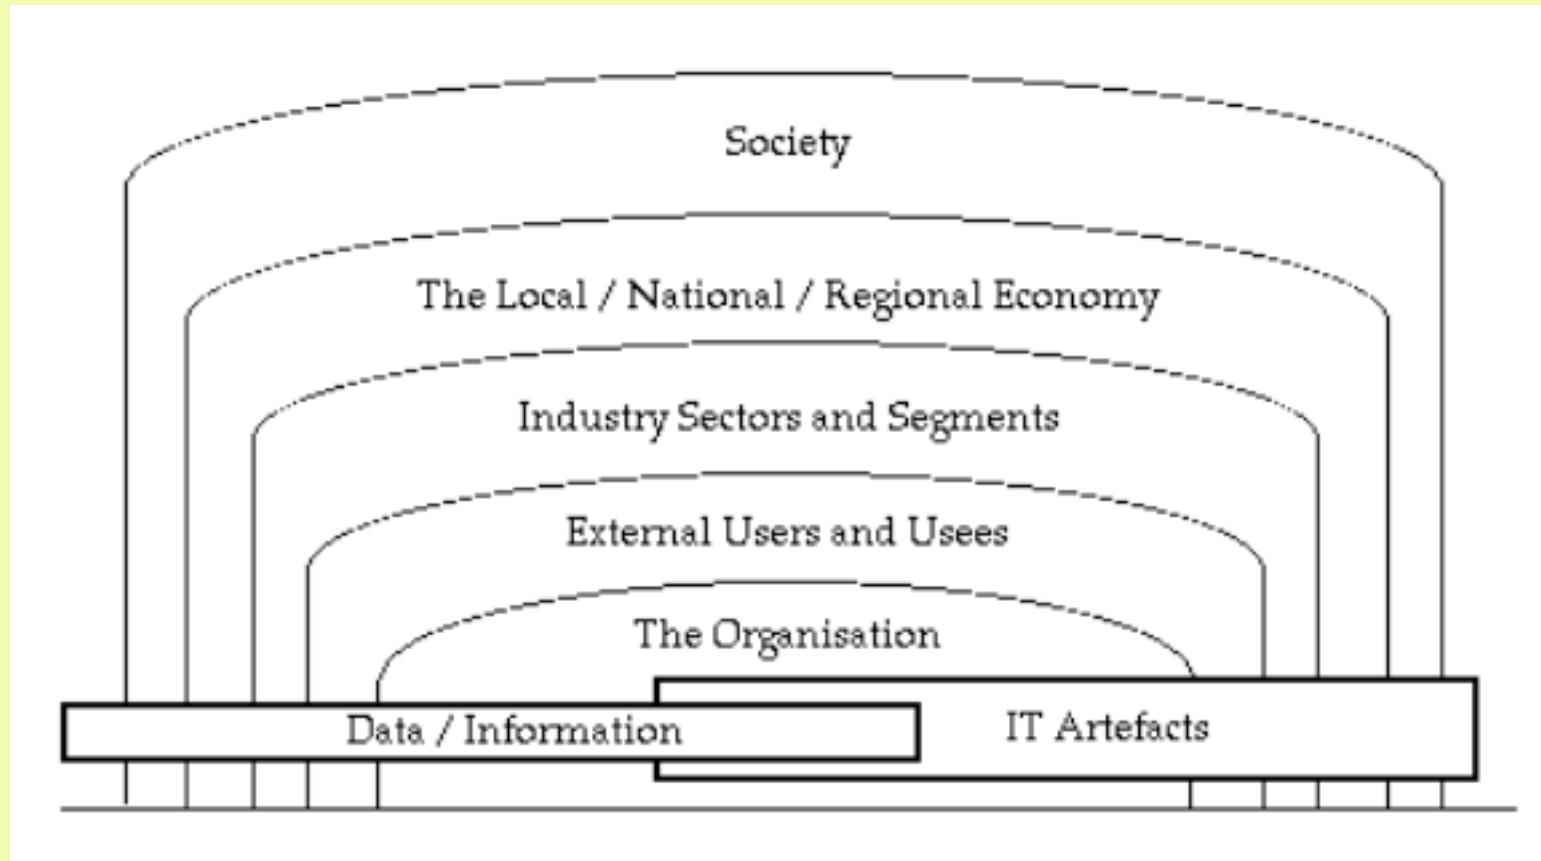 Society
The Local / National / Regional Economy
Industry Sectors and Segments
External Users and Usees
The Organisation
Data / Information
IT Artefacts